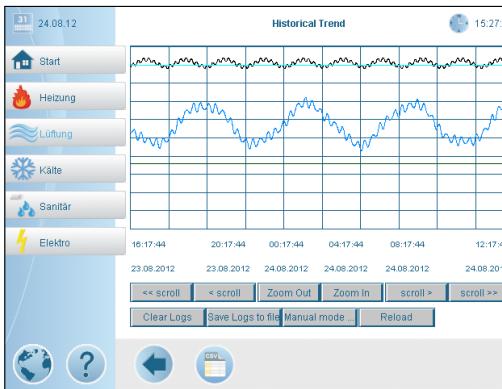 31 24.08.12 Historical Trend 15:27:
Start
Heizung
Lüftung
Kälte
Sanitär
Elektro
16:17:44 20:17:44 00:17:44 04:17:44 08:17:44 12:17:4
23.08.2012 23.08.2012 24.08.2012 24.08.2012 24.08.2012 24.08.201
<< scroll < scroll Zoom Out Zoom In scroll > scroll >>
Clear Logs Save Logs to file Manual mode ... Reload
? CSV